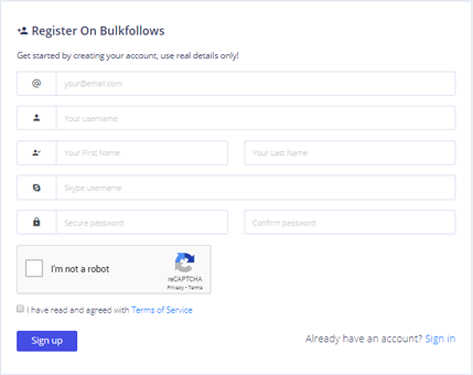 Register On Bulkfollows
Get started by creating your account, use real details only!
@ your@email.com
Your username
Your First Name Your Last Name
Skype username
Secure password Confirm password
I'm not a robot
reCAPTCHA
Privacy - Terms
I have read and agreed with Terms of Service
Sign up Already have an account? Sign in